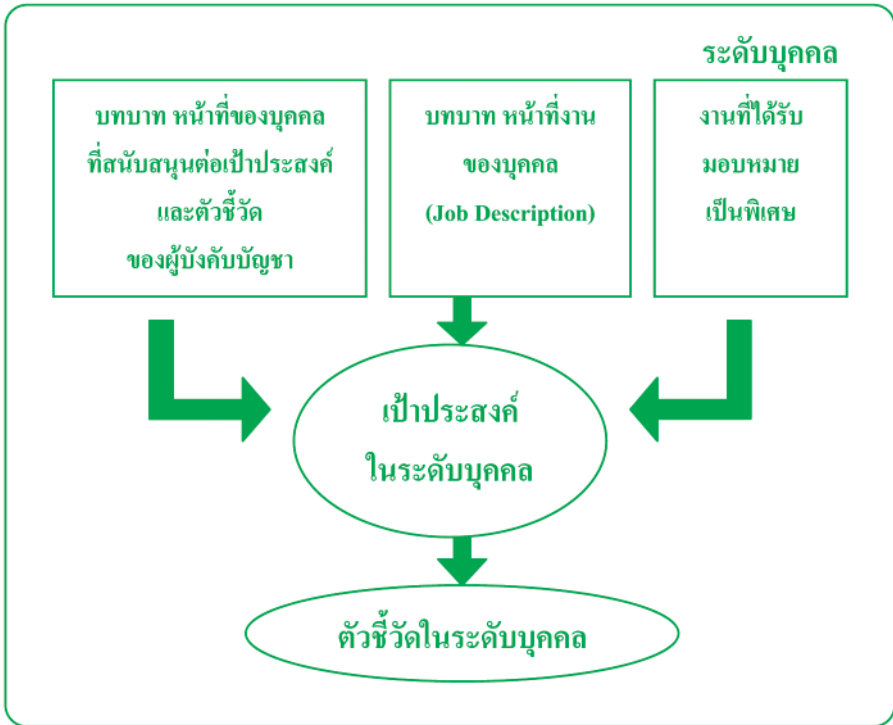 ระดับบุคคล
บทบาท หน้าที่ของบุคคล
ที่สนับสนุนต่อเป้าประสงค์
และตัวชี้วัด
ของผู้บังคับบัญชา
บทบาท หน้าที่งาน
ของบุคคล
(Job Description)
งานที่ได้รับ
มอบหมาย
เป็นพิเศษ
เป้าประสงค์
ในระดับบุคคล
ตัวชี้วัดในระดับบุคคล